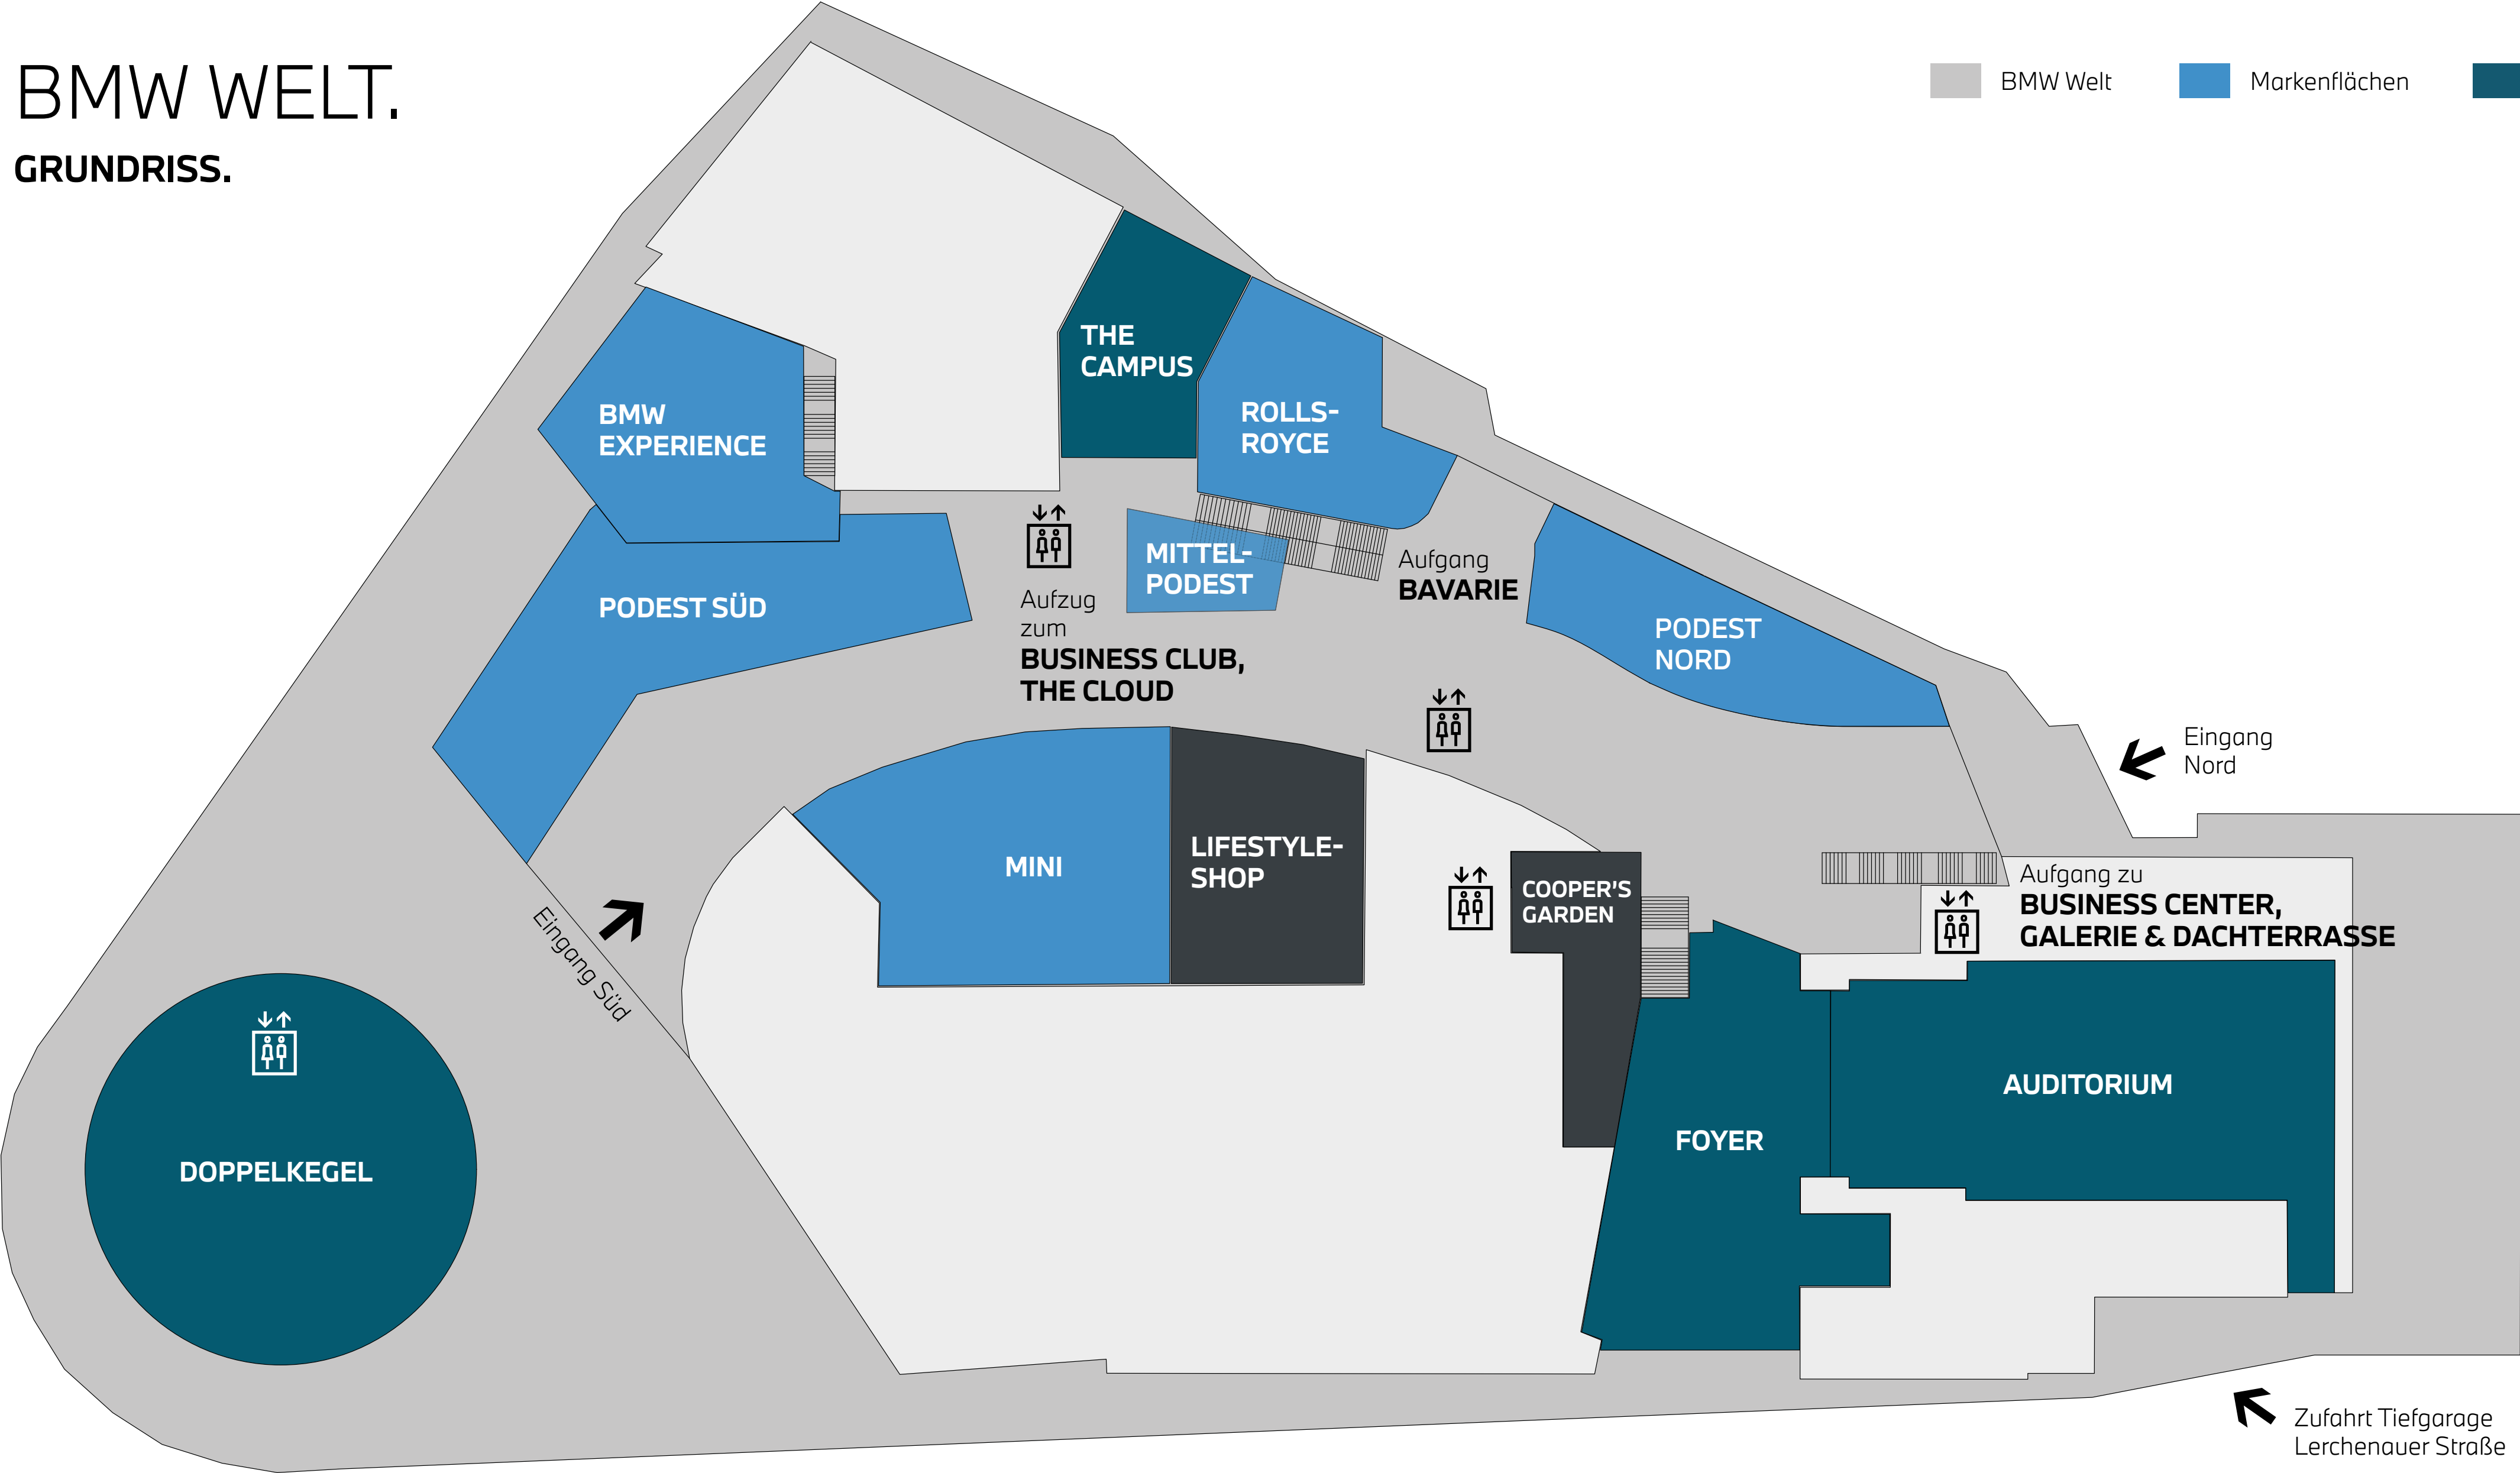 BMW WELT.
GRUNDRISS.
BMW Welt
Markenflächen
THE
CAMPUS
ROLLS-
ROYCE
BMW
EXPERIENCE
MITTEL-
PODEST
Aufgang
BAVARIE
PODEST SÜD
Aufzug
zum
BUSINESS CLUB,
THE CLOUD
PODEST
NORD
Eingang
Nord
MINI
LIFESTYLE-
SHOP
COOPER'S
GARDEN
Aufgang zu
BUSINESS CENTER,
GALERIE & DACHTERRASSE
Eingang Süd
AUDITORIUM
FOYER
DOPPELKEGEL
Zufahrt Tiefgarage
Lerchenauer Straße